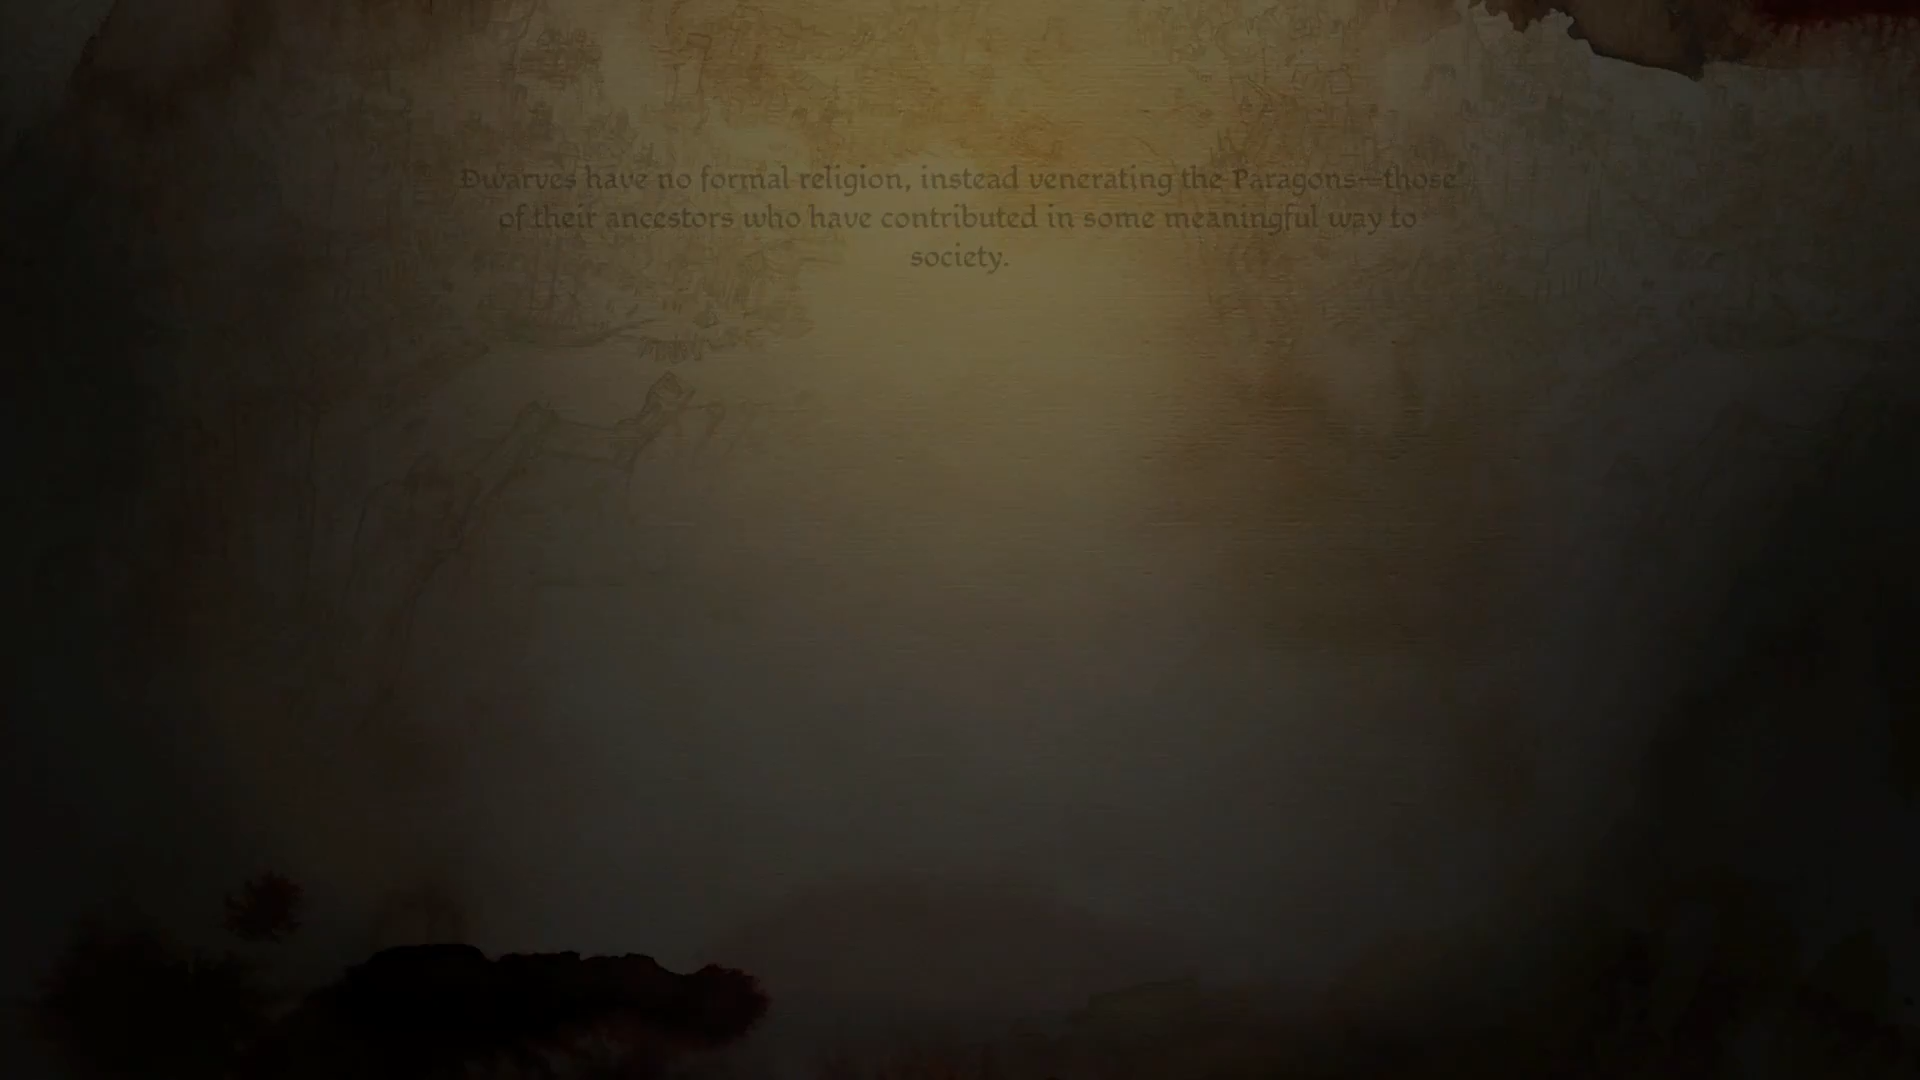 Dwarves have no formal religion, instead venerating the Paragons—those
of their ancestors who have contributed in some meaningful way to
society.